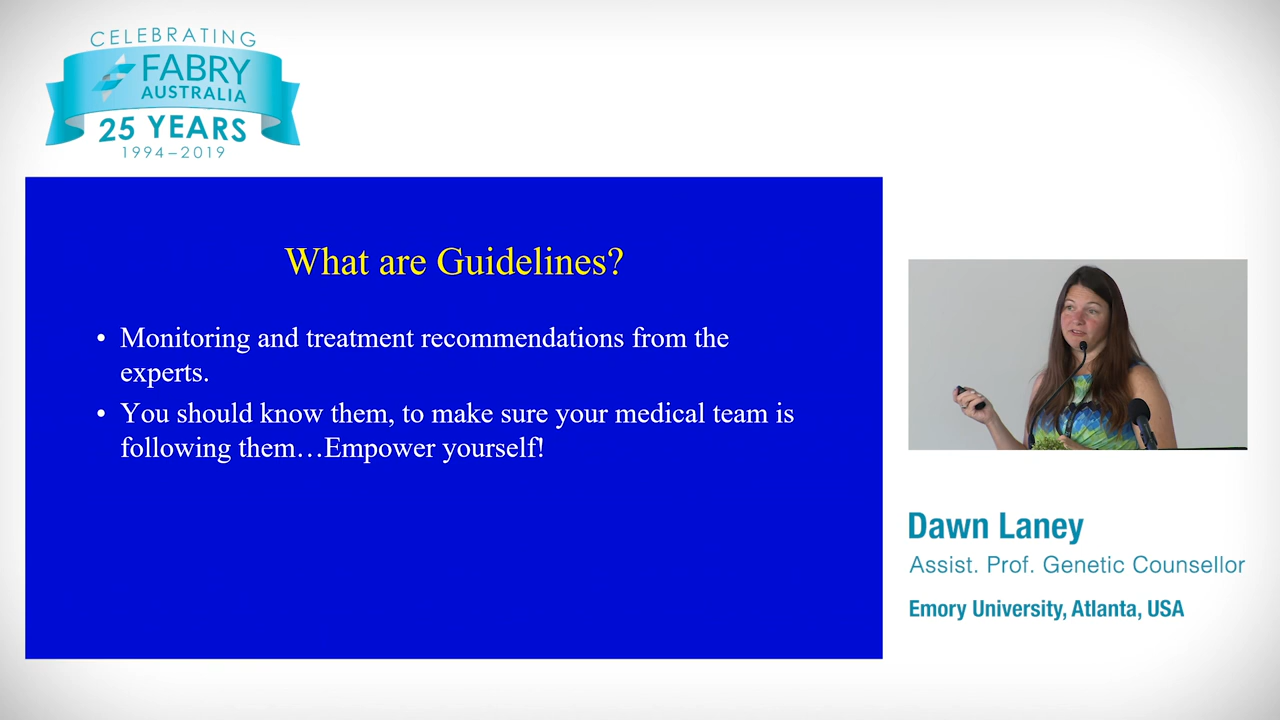 CELEBRATING
FABRY
AUSTRALIA
25 YEARS
1994–2019
What are Guidelines?
• Monitoring and treatment recommendations from the
experts.
• You should know them, to make sure your medical team is
following them…Empower yourself!
Dawn Laney
Assist. Prof. Genetic Counsellor
Emory University, Atlanta, USA